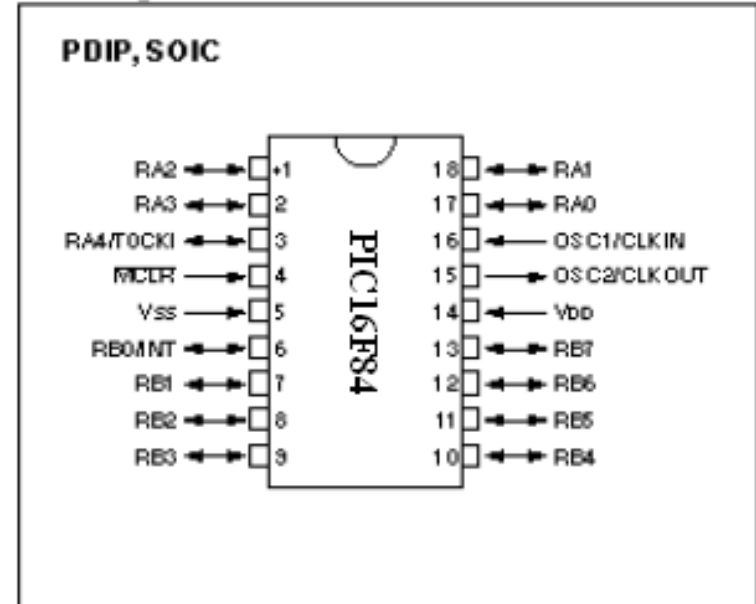 PDIP, SOIC
RA2 •1 18 RA1
RA3 2 17 RA0
RA4/T0CKI 3 16 OSC1/CLKIN
MCLR 4 15 OSC2/CLKOUT
VSS 5 14 VDD
RB0/INT 6 13 RB7
RB1 7 12 RB6
RB2 8 11 RB5
RB3 9 10 RB4
PIC16F84